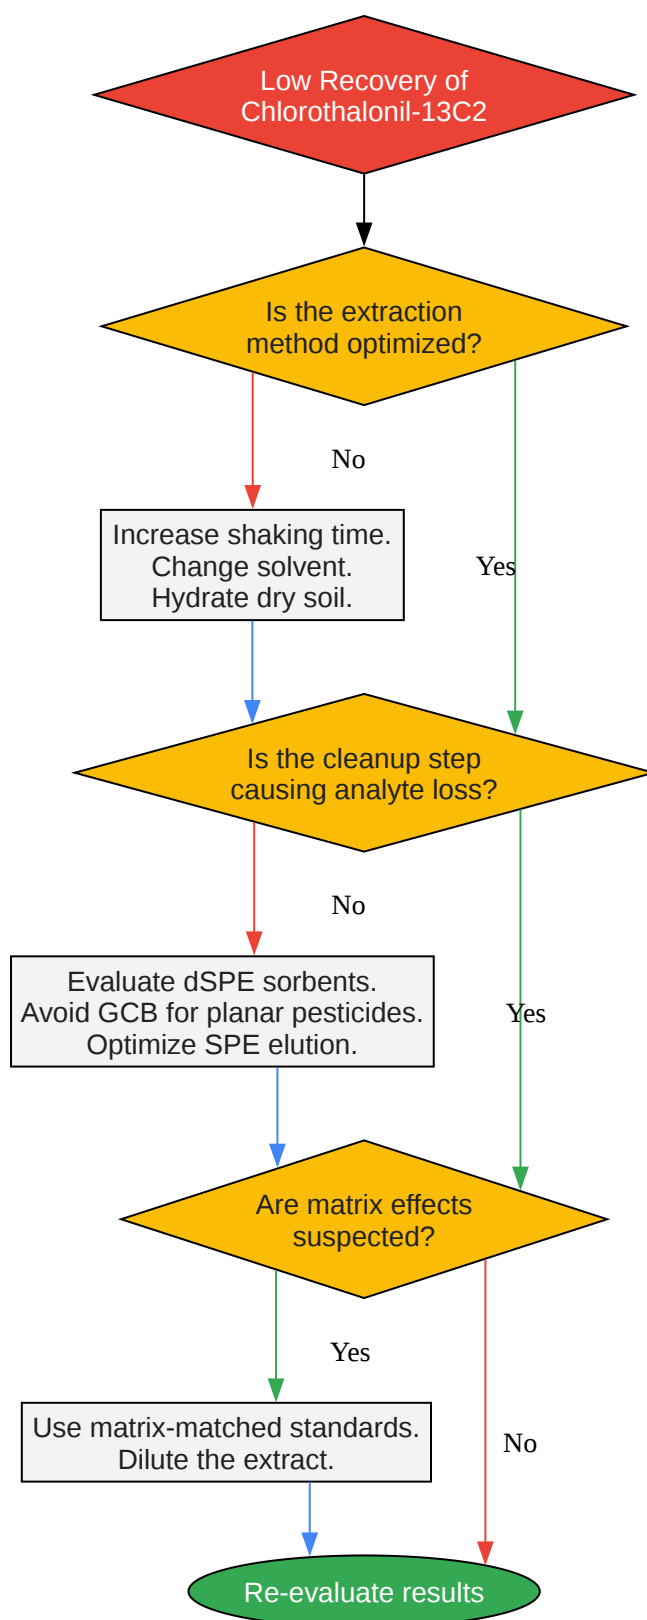 Low Recovery of
Chlorothalonil-13C2
Is the extraction
method optimized?
No
Increase shaking time.
Change solvent.
Hydrate dry soil.
Yes
Is the cleanup step
causing analyte loss?
No
Evaluate dSPE sorbents.
Avoid GCB for planar pesticides.
Optimize SPE elution.
Yes
Are matrix effects
suspected?
Yes
Use matrix-matched standards.
Dilute the extract.
No
Re-evaluate results